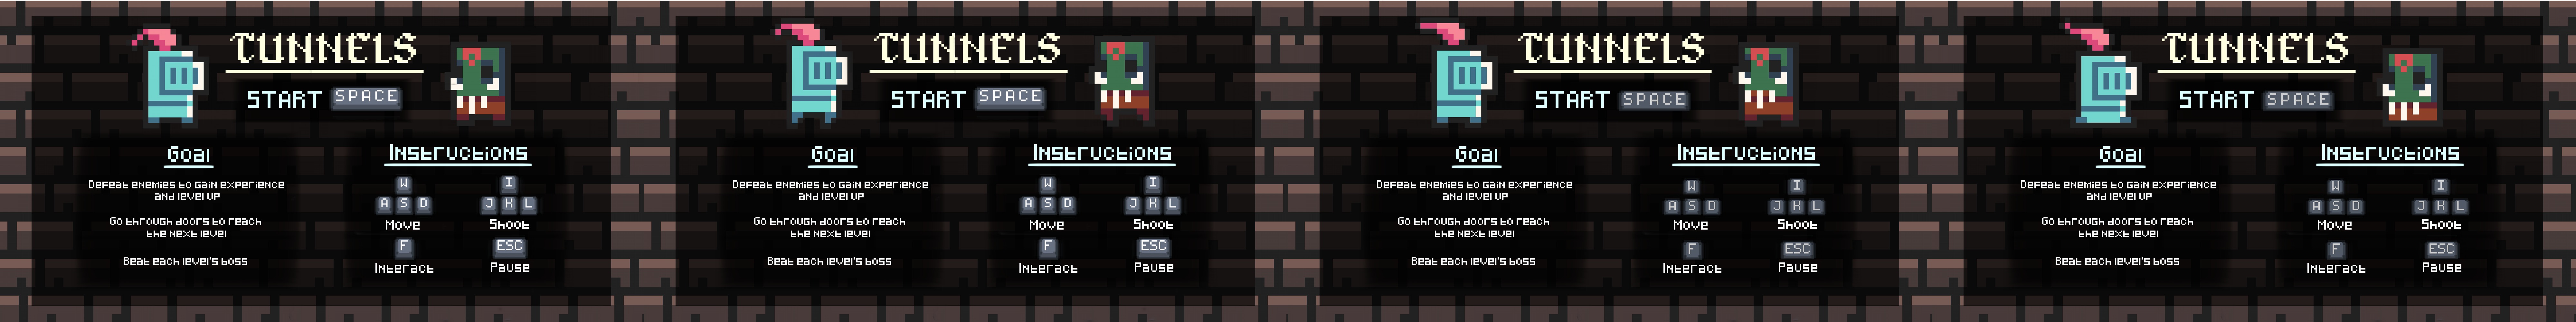 TUNNELS
START SPACE
Goal
Defeat enemies to gain experience
and level up
Go through doors to reach
the next level
Beat each level's boss
Instructions
W
A S D
Move
I
J K L
Shoot
F
Interact
ESC
Pause
TUNNELS
START SPACE
Goal
Defeat enemies to gain experience
and level up
Go through doors to reach
the next level
Beat each level's boss
Instructions
W
A S D
Move
I
J K L
Shoot
F
Interact
ESC
Pause
TUNNELS
START SPACE
Goal
Defeat enemies to gain experience
and level up
Go through doors to reach
the next level
Beat each level's boss
Instructions
W
A S D
Move
I
J K L
Shoot
F
Interact
ESC
Pause
TUNNELS
START SPACE
Goal
Defeat enemies to gain experience
and level up
Go through doors to reach
the next level
Beat each level's boss
Instructions
W
A S D
Move
I
J K L
Shoot
F
Interact
ESC
Pause